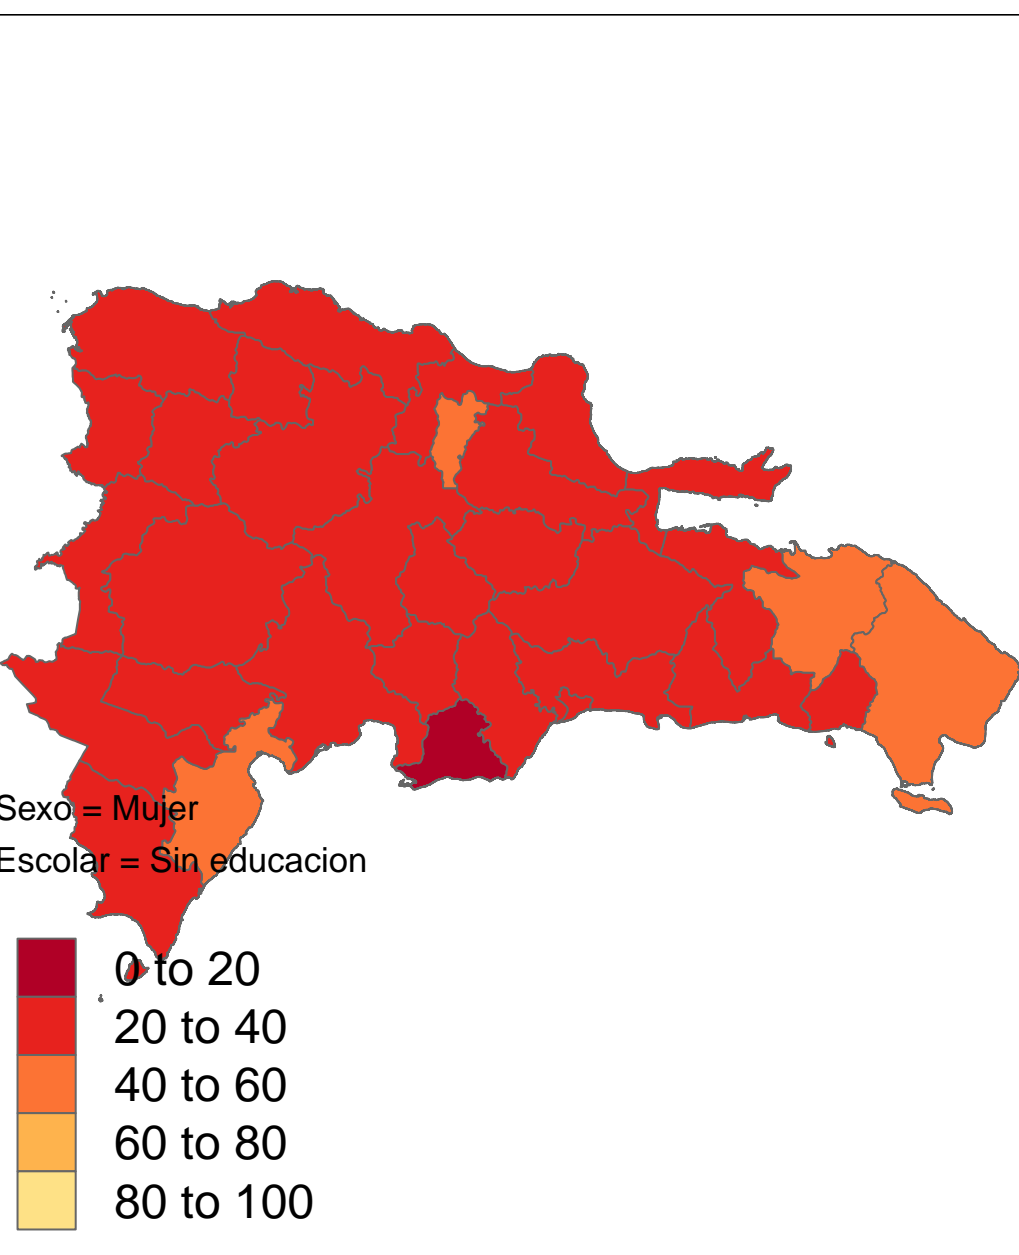 Sexo = Mujer
Escolar = Sin educacion
0 to 20
20 to 40
40 to 60
60 to 80
80 to 100